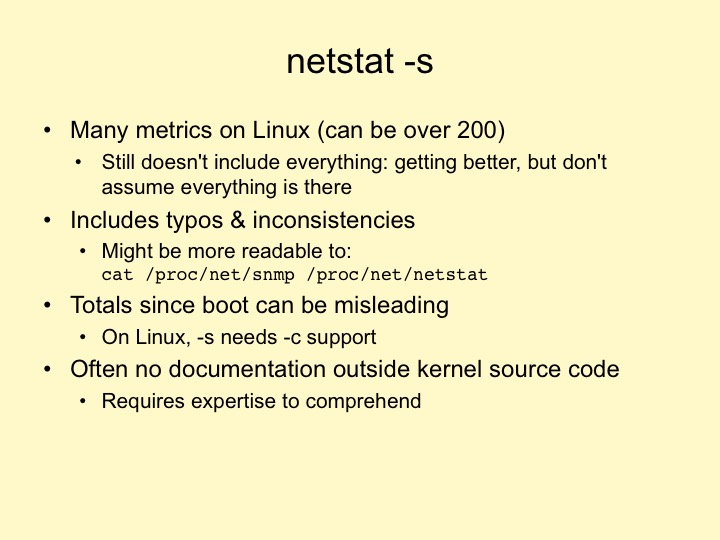 netstat -s
• Many metrics on Linux (can be over 200)
• Still doesn't include everything: getting better, but don't
assume everything is there
• Includes typos & inconsistencies
• Might be more readable to:
cat /proc/net/snmp /proc/net/netstat
• Totals since boot can be misleading
• On Linux, -s needs -c support
• Often no documentation outside kernel source code
• Requires expertise to comprehend